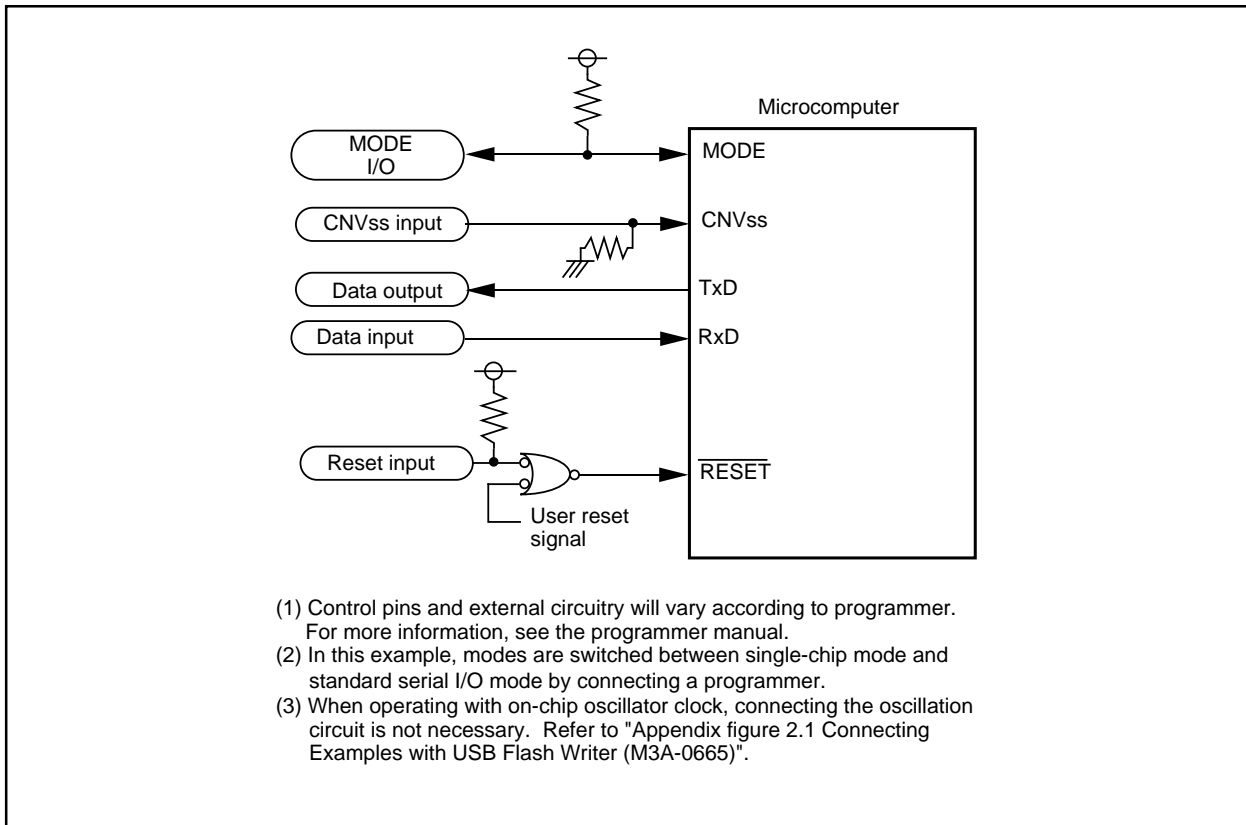 Microcomputer
MODE
I/O
MODE
CNVss input
CNVss
Data output
TxD
Data input
RxD
Reset input
RESET
User reset
signal
(1) Control pins and external circuitry will vary according to programmer.
For more information, see the programmer manual.
(2) In this example, modes are switched between single-chip mode and
standard serial I/O mode by connecting a programmer.
(3) When operating with on-chip oscillator clock, connecting the oscillation
circuit is not necessary. Refer to "Appendix figure 2.1 Connecting
Examples with USB Flash Writer (M3A-0665)".